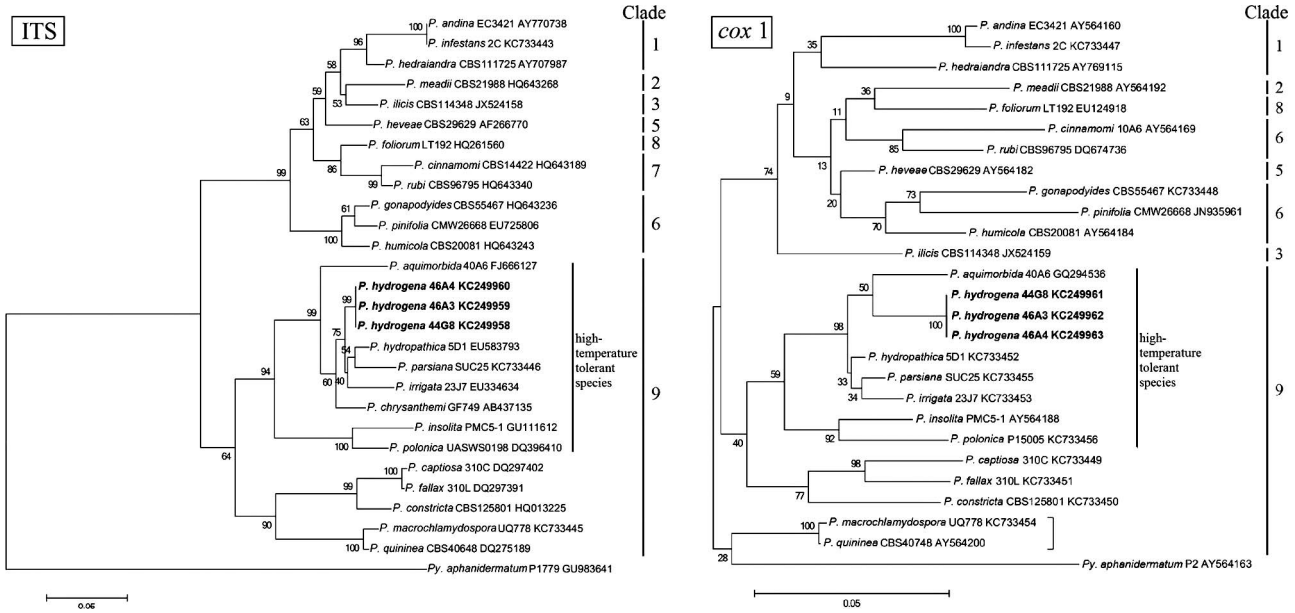 ITS
Clade
100
P. andina EC3421 AY770738
P. infestans 2C KC733443
96
P. hedraiandra CBS111725 AY707987
1
58
P. meadii CBS21988 HQ643268
2
59
53
P. ilicis CBS114348 JX524158
3
63
P. heveae CBS29629 AF266770
5
P. foliorum LT192 HQ261560
8
86
P. cinnamomi CBS14422 HQ643189
99
P. rubi CBS96795 HQ643340
7
99
61
P. gonapodyides CBS55467 HQ643236
P. pinifolia CMW26668 EU725806
100
P. humicola CBS20081 HQ643243
6
P. aquimorbida 40A6 FJ666127
99
99
P. hydrogena 46A4 KC249960
P. hydrogena 46A3 KC249959
P. hydrogena 44G8 KC249958
75
54
P. hydropathica 5D1 EU583793
P. parsiana SUC25 KC733446
60
40
P. irrigata 23J7 EU334634
P. chrysanthemi GF749 AB437135
94
P. insolita PMC5-1 GU111612
100
P. polonica UASWS0198 DQ396410
high-
temperature
tolerant
species
9
64
100
P. captiosa 310C DQ297402
P. fallax 310L DQ297391
99
P. constricta CBS125801 HQ013225
90
P. macrochlamydospora UQ778 KC733445
100
P. quininea CBS40648 DQ275189
Py. aphanidermatum P1779 GU983641
0.05
cox 1
Clade
100
P. andina EC3421 AY564160
P. infestans 2C KC733447
35
P. hedraiandra CBS111725 AY769115
1
9
36
P. meadii CBS21988 AY564192
2
P. foliorum LT192 EU124918
8
11
P. cinnamomi 10A6 AY564169
85
P. rubi CBS96795 DQ674736
6
13
P. heveae CBS29629 AY564182
5
74
20
73
P. gonapodyides CBS55467 KC733448
P. pinifolia CMW26668 JN935961
70
P. humicola CBS20081 AY564184
6
P. ilicis CBS114348 JX524159
3
P. aquimorbida 40A6 GQ294536
50
P. hydrogena 44G8 KC249961
P. hydrogena 46A3 KC249962
100
P. hydrogena 46A4 KC249963
98
P. hydropathica 5D1 KC733452
33
P. parsiana SUC25 KC733455
34
P. irrigata 23J7 KC733453
59
P. insolita PMC5-1 AY564188
92
P. polonica P15005 KC733456
high-
temperature
tolerant
species
9
40
98
P. captiosa 310C KC733449
P. fallax 310L KC733451
77
P. constricta CBS125801 KC733450
100
P. macrochlamydospora UQ778 KC733454
P. quininea CBS40748 AY564200
28
Py. aphanidermatum P2 AY564163
0.05